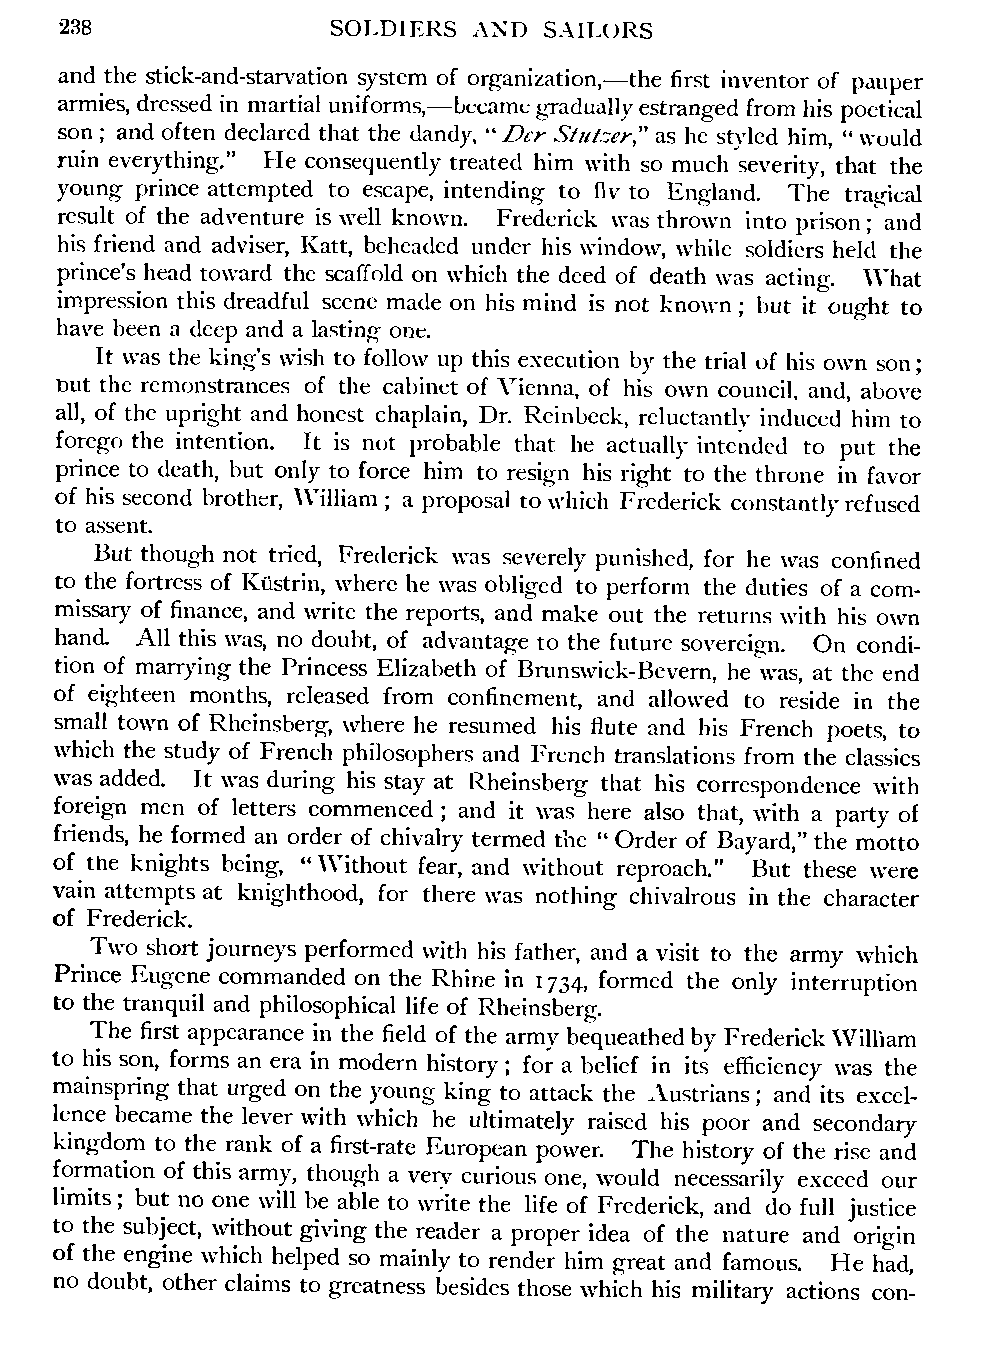 238 SOLDIERS AND SAILORS
and the stick-and-starvation system of organization,—the first inventor of pauper
armies, dressed in martial uniforms,—became gradually estranged from his poetical
son; and often declared that the dandy, "Der Stutzer," as he styled him, "would
ruin everything." He consequently treated him with so much severity, that the
young prince attempted to escape, intending to fly to England. The tragical
result of the adventure is well known. Frederick was thrown into prison; and
his friend and adviser, Katt, beheaded under his window, while soldiers held the
prince's head toward the scaffold on which the deed of death was acting. What
impression this dreadful scene made on his mind is not known; but it ought to
have been a deep and a lasting one.
It was the king's wish to follow up this execution by the trial of his own son;
but the remonstrances of the cabinet of Vienna, of his own council, and, above
all, of the upright and honest chaplain, Dr. Reinbeck, reluctantly induced him to
forego the intention. It is not probable that he actually intended to put the
prince to death, but only to force him to resign his right to the throne in favor
of his second brother, William; a proposal to which Frederick constantly refused
to assent.
But though not tried, Frederick was severely punished, for he was confined
to the fortress of Küstrin, where he was obliged to perform the duties of a com-
missary of finance, and write the reports, and make out the returns with his own
hand. All this was, no doubt, of advantage to the future sovereign. On condi-
tion of marrying the Princess Elizabeth of Brunswick-Bevern, he was, at the end
of eighteen months, released from confinement, and allowed to reside in the
small town of Rheinsberg, where he resumed his flute and his French poets, to
which the study of French philosophers and French translations from the classics
was added. It was during his stay at Rheinsberg that his correspondence with
foreign men of letters commenced; and it was here also that, with a party of
friends, he formed an order of chivalry termed the "Order of Bayard," the motto
of the knights being, "Without fear, and without reproach." But these were
vain attempts at knighthood, for there was nothing chivalrous in the character
of Frederick.
Two short journeys performed with his father, and a visit to the army which
Prince Eugene commanded on the Rhine in 1734, formed the only interruption
to the tranquil and philosophical life of Rheinsberg.
The first appearance in the field of the army bequeathed by Frederick William
to his son, forms an era in modern history; for a belief in its efficiency was the
mainspring that urged on the young king to attack the Austrians; and its excel-
lence became the lever with which he ultimately raised his poor and secondary
kingdom to the rank of a first-rate European power. The history of the rise and
formation of this army, though a very curious one, would necessarily exceed our
limits; but no one will be able to write the life of Frederick, and do full justice
to the subject, without giving the reader a proper idea of the nature and origin
of the engine which helped so mainly to render him great and famous. He had,
no doubt, other claims to greatness besides those which his military actions con-